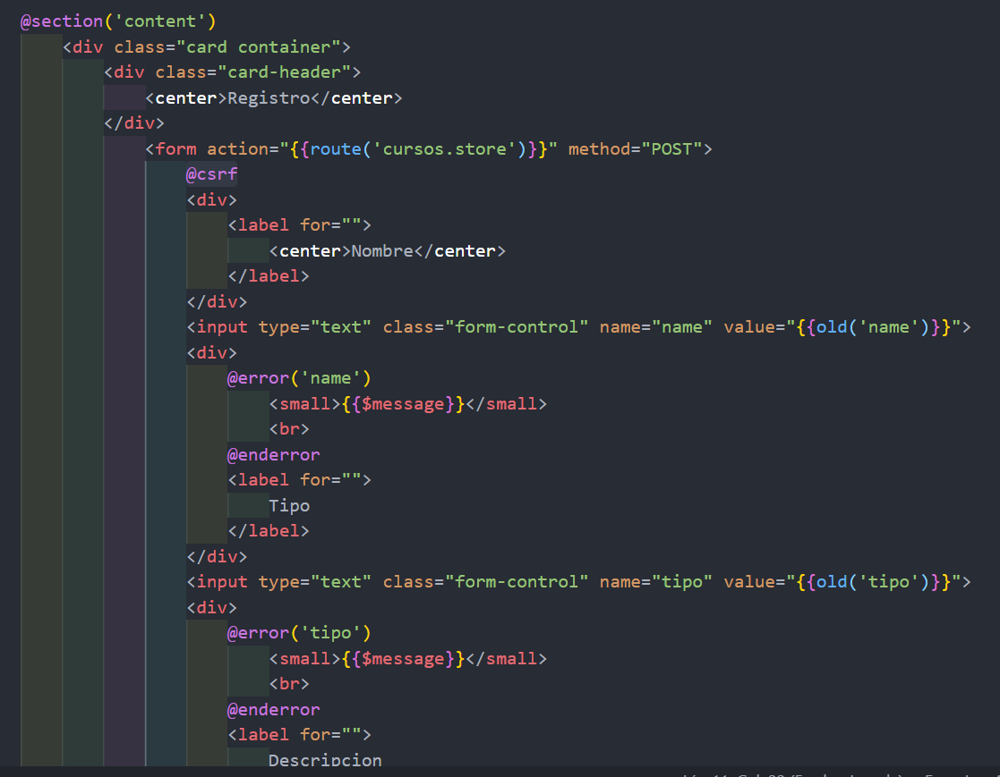 @section('content')
<div class="card container">
<div class="card-header">
<center>Registro</center>
</div>
<form action="{{route('cursos.store')}}" method="POST">
@csrf
<div>
<label for="">
<center>Nombre</center>
</label>
</div>
<input type="text" class="form-control" name="name" value="{{old('name')}}">
<div>
@error('name')
<small>{{$message}}</small>
<br>
@enderror
<label for="">
Tipo
</label>
</div>
<input type="text" class="form-control" name="tipo" value="{{old('tipo')}}">
<div>
@error('tipo')
<small>{{$message}}</small>
<br>
@enderror
<label for="">
Descripcion